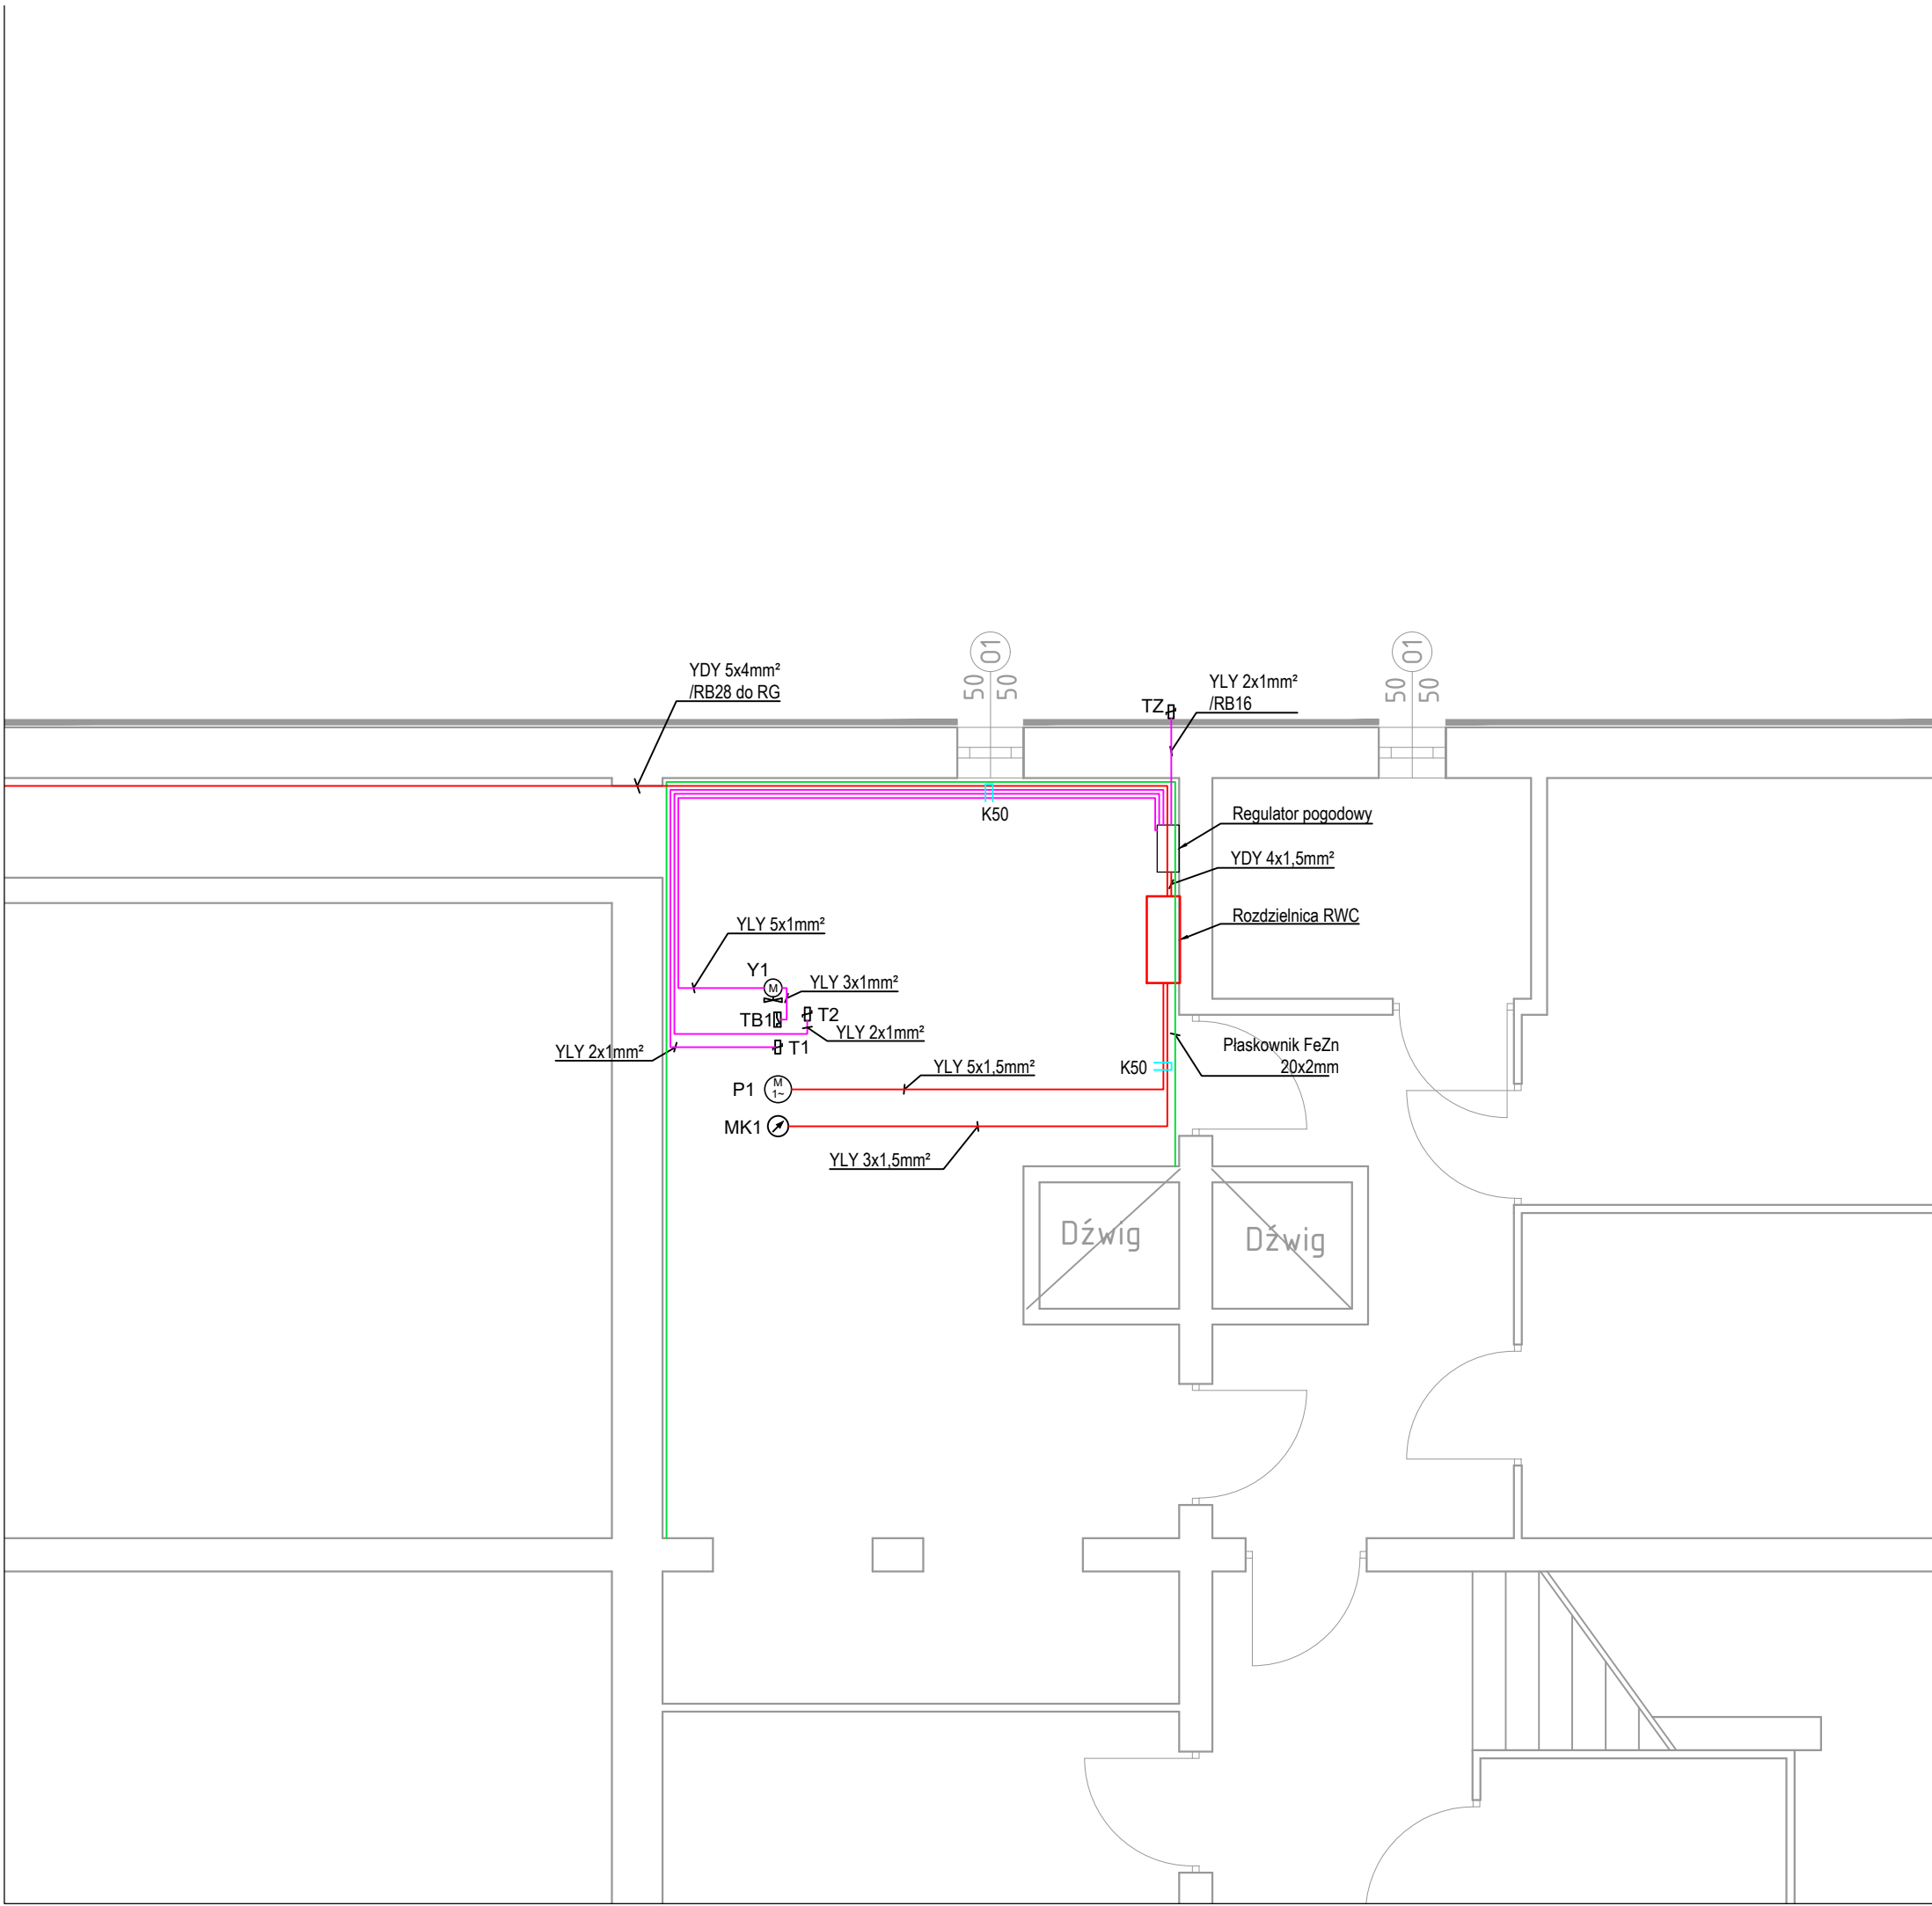 01
01
50
50
50
50
YDY 5x4mm²
/RB28 do RG
TZ
YLY 2x1mm²
/RB16
K50
Regulator pogodowy
YDY 4x1,5mm²
Rozdzielnica RWC
YLY 5x1mm²
Y1
M
YLY 3x1mm²
TB1
T2
YLY 2x1mm²
YLY 2x1mm²
T1
Płaskownik FeZn
20x2mm
K50
YLY 5x1,5mm²
P1
M
1~
MK1
YLY 3x1,5mm²
Dźwig
Dźwig